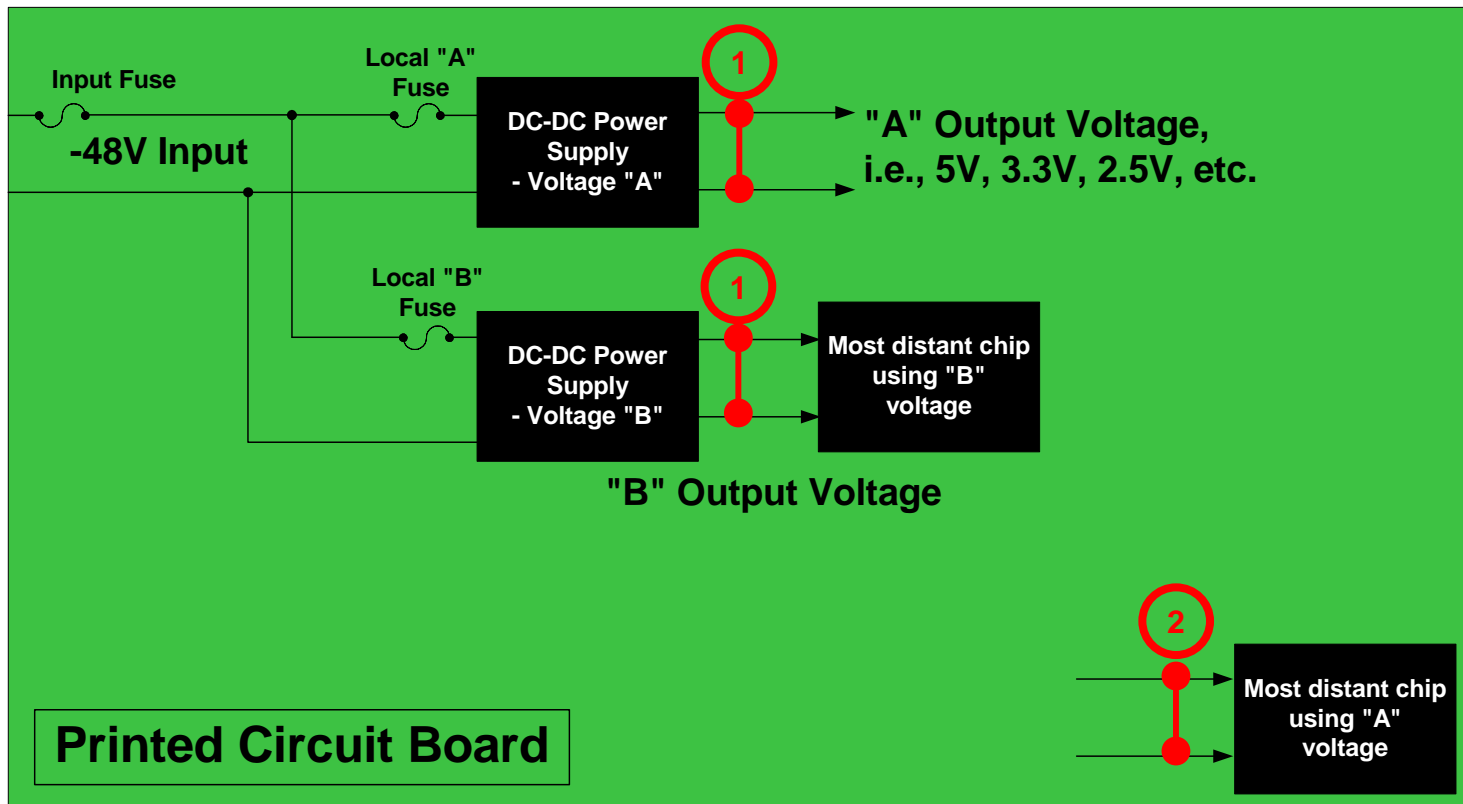 Input Fuse
-48V Input
Local "A"
Fuse
DC-DC Power
Supply
- Voltage "A"
1
"A" Output Voltage,
i.e., 5V, 3.3V, 2.5V, etc.
Local "B"
Fuse
DC-DC Power
Supply
- Voltage "B"
1
Most distant chip
using "B"
voltage
"B" Output Voltage
2
Most distant chip
using "A"
voltage
Printed Circuit Board